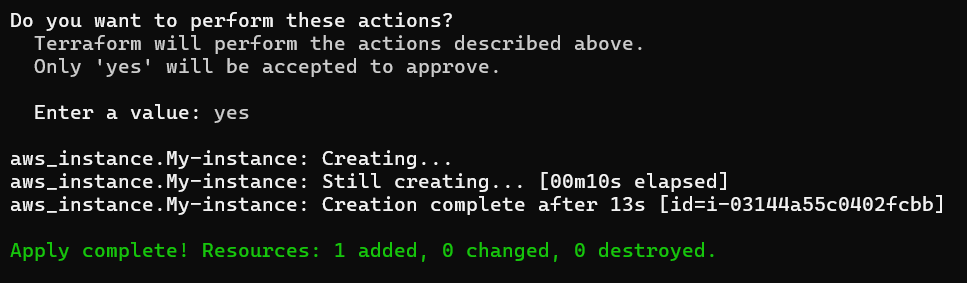 Do you want to perform these actions?
Terraform will perform the actions described above.
Only 'yes' will be accepted to approve.
Enter a value: yes
aws_instance.My-instance: Creating...
aws_instance.My-instance: Still creating... [00m10s elapsed]
aws_instance.My-instance: Creation complete after 13s [id=i-03144a55c0402fcbb]
Apply complete! Resources: 1 added, 0 changed, 0 destroyed.